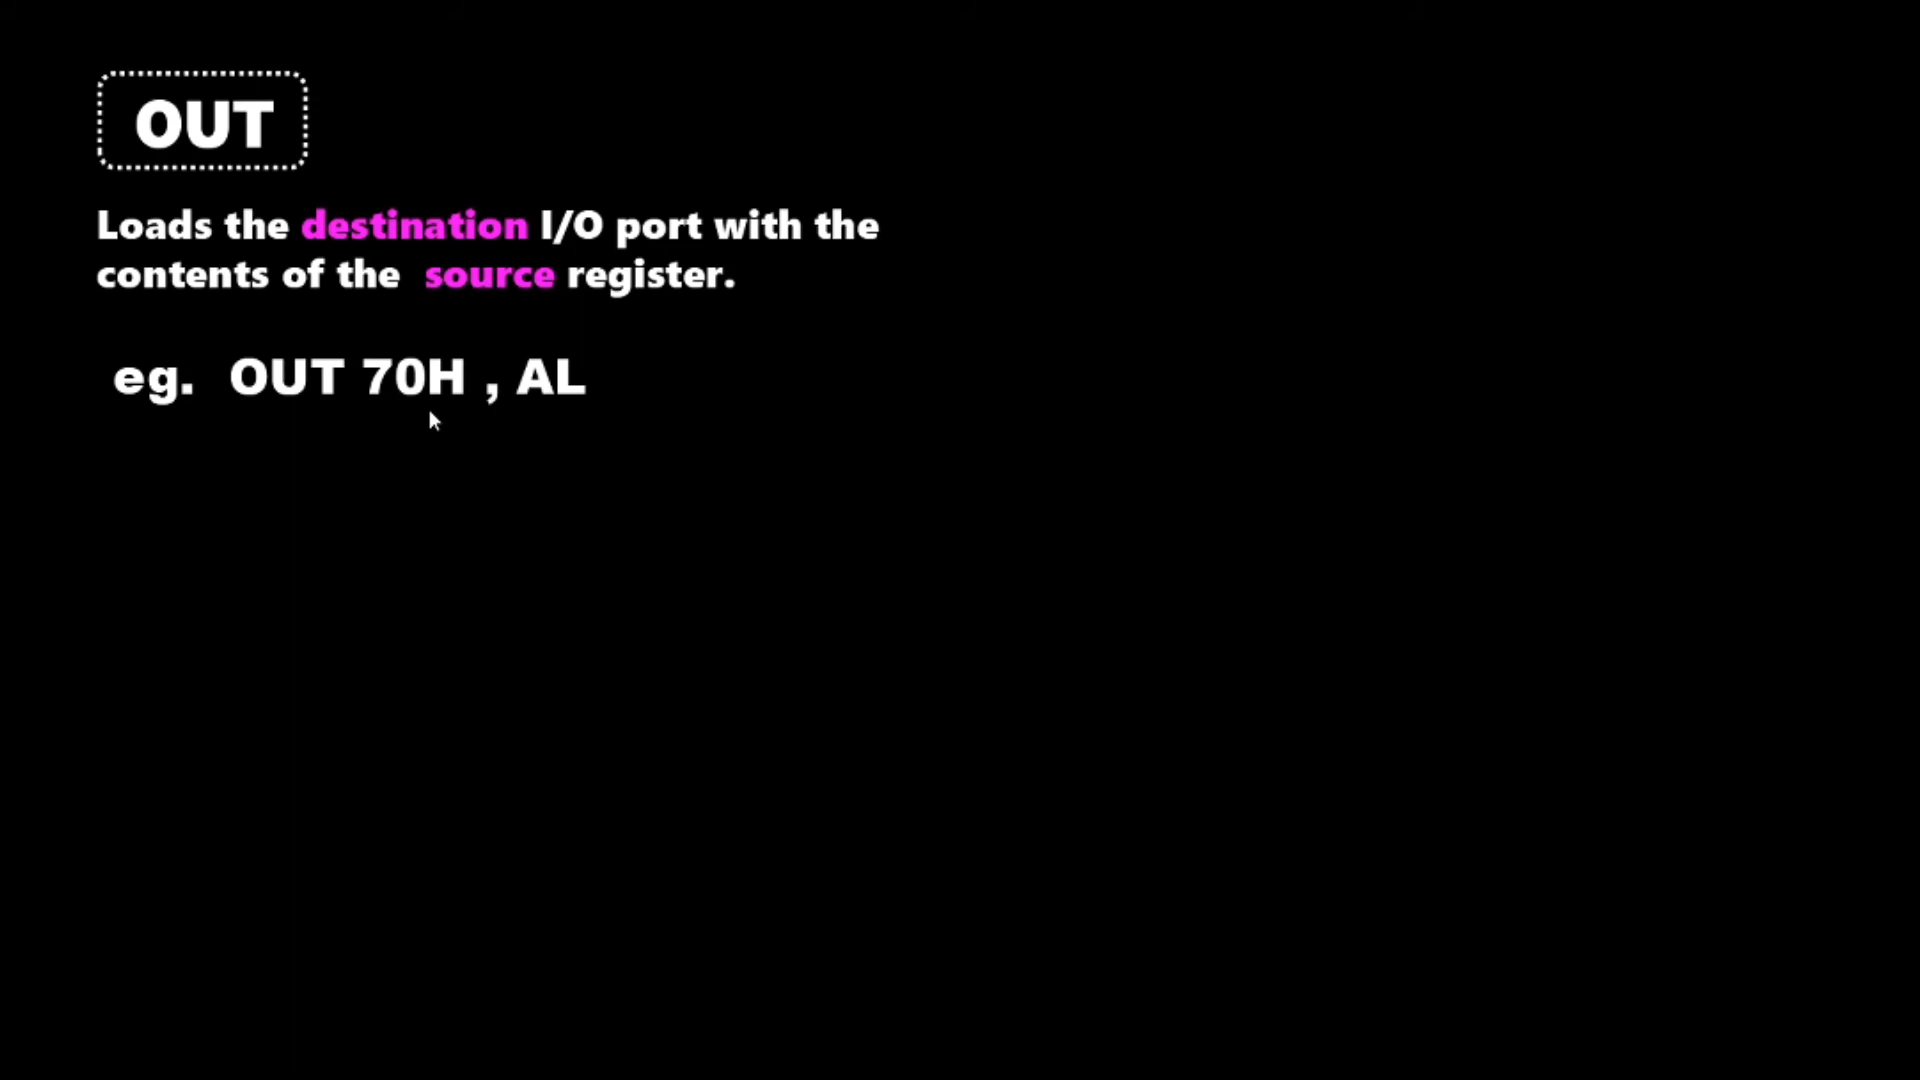 OUT
Loads the destination I/O port with the
contents of the source register.
eg. OUT 70H , AL